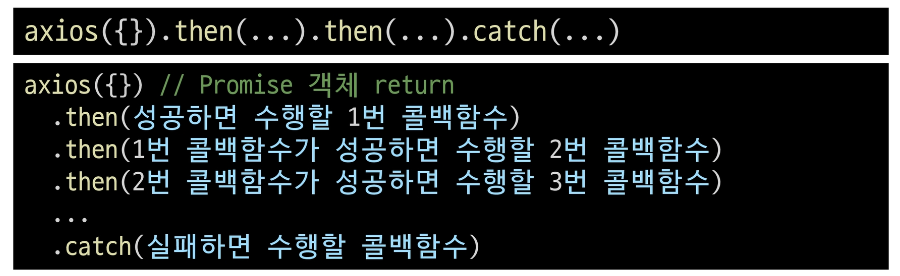 axios({}).then(...).then(...).catch(...)
axios({}) // Promise 객체 return
.then(성공하면 수행할 1번 콜백함수)
.then(1번 콜백함수가 성공하면 수행할 2번 콜백함수)
.then(2번 콜백함수가 성공하면 수행할 3번 콜백함수)
...
.catch(실패하면 수행할 콜백함수)